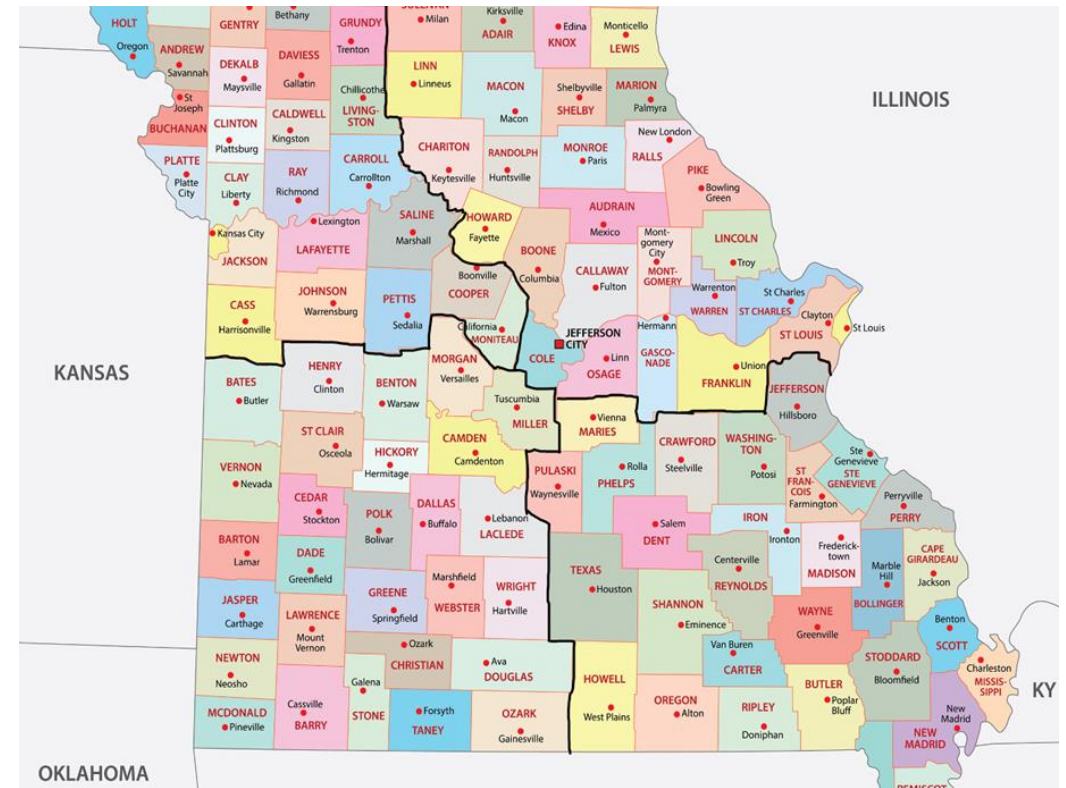 HOLT
Oregon
ANDREW
Savannah
GENTRY
Bethany
GRUNDY
Trenton
SULLIVAN
Milan
Kirksville
ADAIR
Edina
KNOX
Monticello
LEWIS
DEKALB
Maysville
DAVIESS
Gallatin
LINN
Linneus
MACON
Macon
Shelbyville
SHELBY
MARION
Palmyra
ILLINOIS
St
Joseph
BUCHANAN
CLINTON
Plattsburg
CALDWELL
Kingston
Chillicothe
LIVING-
STON
CHARITON
Keytesville
RANDOLPH
Huntsville
MONROE
Paris
New London
RALLS
PIKE
Bowling
Green
PLATTE
Platte
City
CLAY
Liberty
RAY
Richmond
CARROLL
Carrollton
SALINE
Marshall
HOWARD
Fayette
BOONE
Columbia
AUDRAIN
Mexico
Mont-
gomery
City
MONT-
GOMERY
LINCOLN
Troy
Kansas City
JACKSON
Lexington
LAFAYETTE
Boonville
COOPER
CALLAWAY
Fulton
Warrenton
WARREN
St Charles
ST CHARLES
Clayton
ST LOUIS
St Louis
CASS
Harrisonville
JOHNSON
Warrensburg
PETTIS
Sedalia
California
MONITEAU
JEFFERSON
CITY
COLE
Linn
OSAGE
Hermann
GASCO-
NADE
Union
FRANKLIN
KANSAS
BATES
Butler
HENRY
Clinton
BENTON
Warsaw
MORGAN
Versailles
Tuscumbia
MILLER
Vienna
MARIES
JEFFERSON
Hillsboro
ST CLAIR
Osceola
HICKORY
Hermitage
CAMDEN
Camdenton
PULASKI
Waynesville
Rolla
PHELPS
CRAWFORD
Steelville
WASHING-
TON
Potosi
ST
FRAN-
COIS
Farmington
Ste
Genevieve
STE
GENEVIEVE
Perryville
PERRY
VERNON
Nevada
CEDAR
Stockton
POLK
Bolivar
DALLAS
Buffalo
Lebanon
LACLEDE
Salem
DENT
IRON
Ironton
Frederick-
town
MADISON
CAPE
GIRARDEAU
Jackson
BARTON
Lamar
DADE
Greenfield
GREENE
Springfield
Marshfield
WEBSTER
WRIGHT
Hartville
TEXAS
Houston
SHANNON
Eminence
Centerville
REYNOLDS
WAYNE
Greenville
Marble
Hill
BOLLINGER
JASPER
Carthage
LAWRENCE
Mount
Vernon
Ozark
CHRISTIAN
Ava
DOUGLAS
Van Buren
CARTER
Benton
SCOTT
STODDARD
Bloomfield
Charleston
MISSIS-
SIPPI
KY
NEWTON
Neosho
MCDONALD
Pineville
Cassville
BARRY
Galena
STONE
Forsyth
TANEY
OZARK
Gainesville
HOWELL
West Plains
OREGON
Alton
RIPLEY
Doniphan
BUTLER
Poplar
Bluff
New
Madrid
NEW
MADRID
PEMISCOT
OKLAHOMA